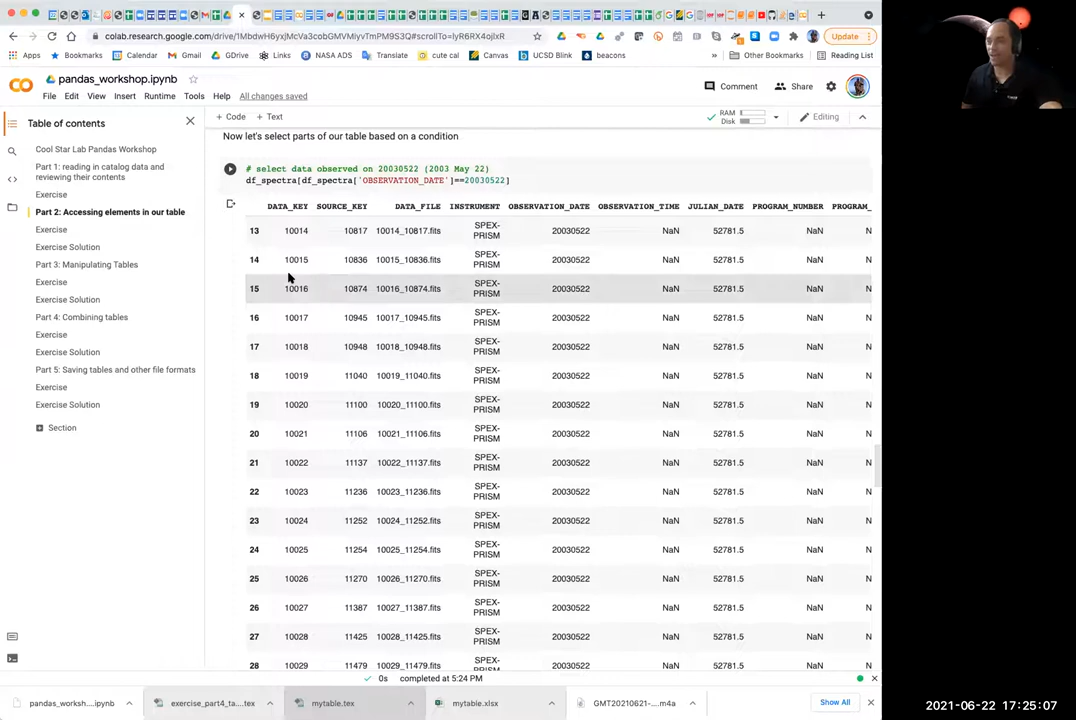 colab.research.google.com/drive/1MbdwH6yxjMcVa3cobGMVMiyvTmPM9S3Q#scrollTo=lyR6RX4ojIxR
Update
Apps
Bookmarks
Calendar
Gmail
GDrive
Links
NASA ADS
Translate
cute cal
Canvas
UCSD Blink
beacons
»
Other Bookmarks
Reading List
pandas_workshop.ipynb
Comment
Share
File Edit View Insert Runtime Tools Help All changes saved
Table of contents
+ Code + Text
RAM
Disk
Editing
Cool Star Lab Pandas Workshop
Part 1: reading in catalog data and
reviewing their contents
Exercise
Part 2: Accessing elements in our table
Exercise
Exercise Solution
Part 3: Manipulating Tables
Exercise
Exercise Solution
Part 4: Combining tables
Exercise
Exercise Solution
Part 5: Saving tables and other file formats
Exercise
Exercise Solution
Section
Now let's select parts of our table based on a condition
# select data observed on 20030522 (2003 May 22)
df_spectra[df_spectra['OBSERVATION_DATE']==20030522]
DATA_KEY SOURCE_KEY DATA_FILE INSTRUMENT OBSERVATION_DATE OBSERVATION_TIME JULIAN_DATE PROGRAM_NUMBER PROGRAM_
13 10014 10817 10014_10817.fits SPEX-PRISM 20030522 NaN 52781.5 NaN N
14 10015 10836 10015_10836.fits SPEX-PRISM 20030522 NaN 52781.5 NaN N
15 10016 10874 10016_10874.fits SPEX-PRISM 20030522 NaN 52781.5 NaN N
16 10017 10945 10017_10945.fits SPEX-PRISM 20030522 NaN 52781.5 NaN N
17 10018 10948 10018_10948.fits SPEX-PRISM 20030522 NaN 52781.5 NaN N
18 10019 11040 10019_11040.fits SPEX-PRISM 20030522 NaN 52781.5 NaN N
19 10020 11100 10020_11100.fits SPEX-PRISM 20030522 NaN 52781.5 NaN N
20 10021 11106 10021_11106.fits SPEX-PRISM 20030522 NaN 52781.5 NaN N
21 10022 11137 10022_11137.fits SPEX-PRISM 20030522 NaN 52781.5 NaN N
22 10023 11236 10023_11236.fits SPEX-PRISM 20030522 NaN 52781.5 NaN N
23 10024 11252 10024_11252.fits SPEX-PRISM 20030522 NaN 52781.5 NaN N
24 10025 11254 10025_11254.fits SPEX-PRISM 20030522 NaN 52781.5 NaN N
25 10026 11270 10026_11270.fits SPEX-PRISM 20030522 NaN 52781.5 NaN N
26 10027 11387 10027_11387.fits SPEX-PRISM 20030522 NaN 52781.5 NaN N
27 10028 11425 10028_11425.fits SPEX-PRISM 20030522 NaN 52781.5 NaN N
28 10029 11479 10029_11479.fits SPEX- 20030522 NaN 52781.5 NaN N
0s completed at 5:24 PM
pandas_worksh....ipynb
exercise_part4_ta....tex
mytable.tex
mytable.xlsx
GMT20210621-....m4a
Show All
2021-06-22 17:25:07